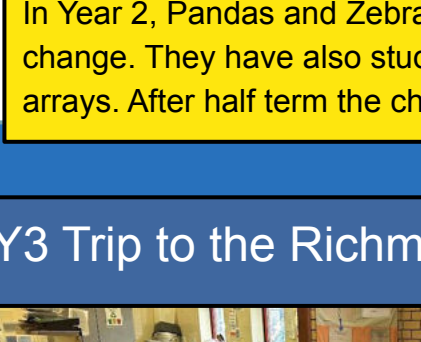 In Year 2, Pandas and Zebra
change. They have also stud
arrays. After half term the ch
Y3 Trip to the Richm